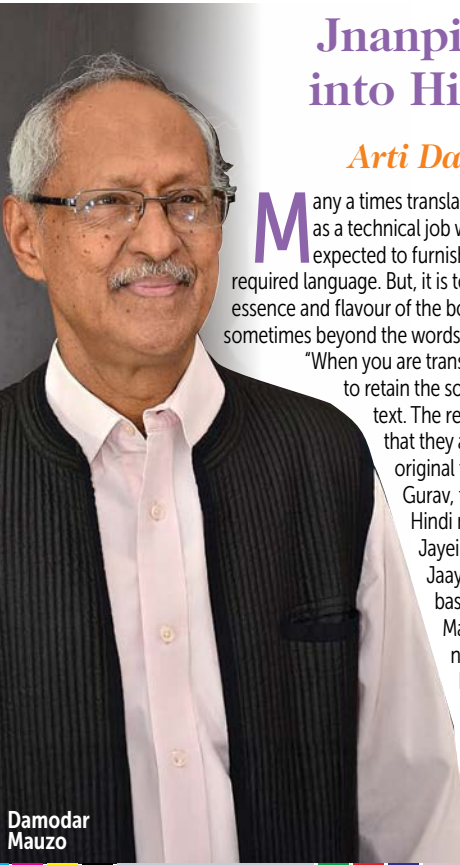 Jnanpi
into Hi
Arti Da
Many a times transla
as a technical job w
expected to furnish
required language. But, it is to
essence and flavour of the bo
sometimes beyond the words
"When you are trans
to retain the so
text. The re
that they a
original
Gurav,
Hindi
Jayei
Jaay
bas
Ma
n
Damodar
Mauzo